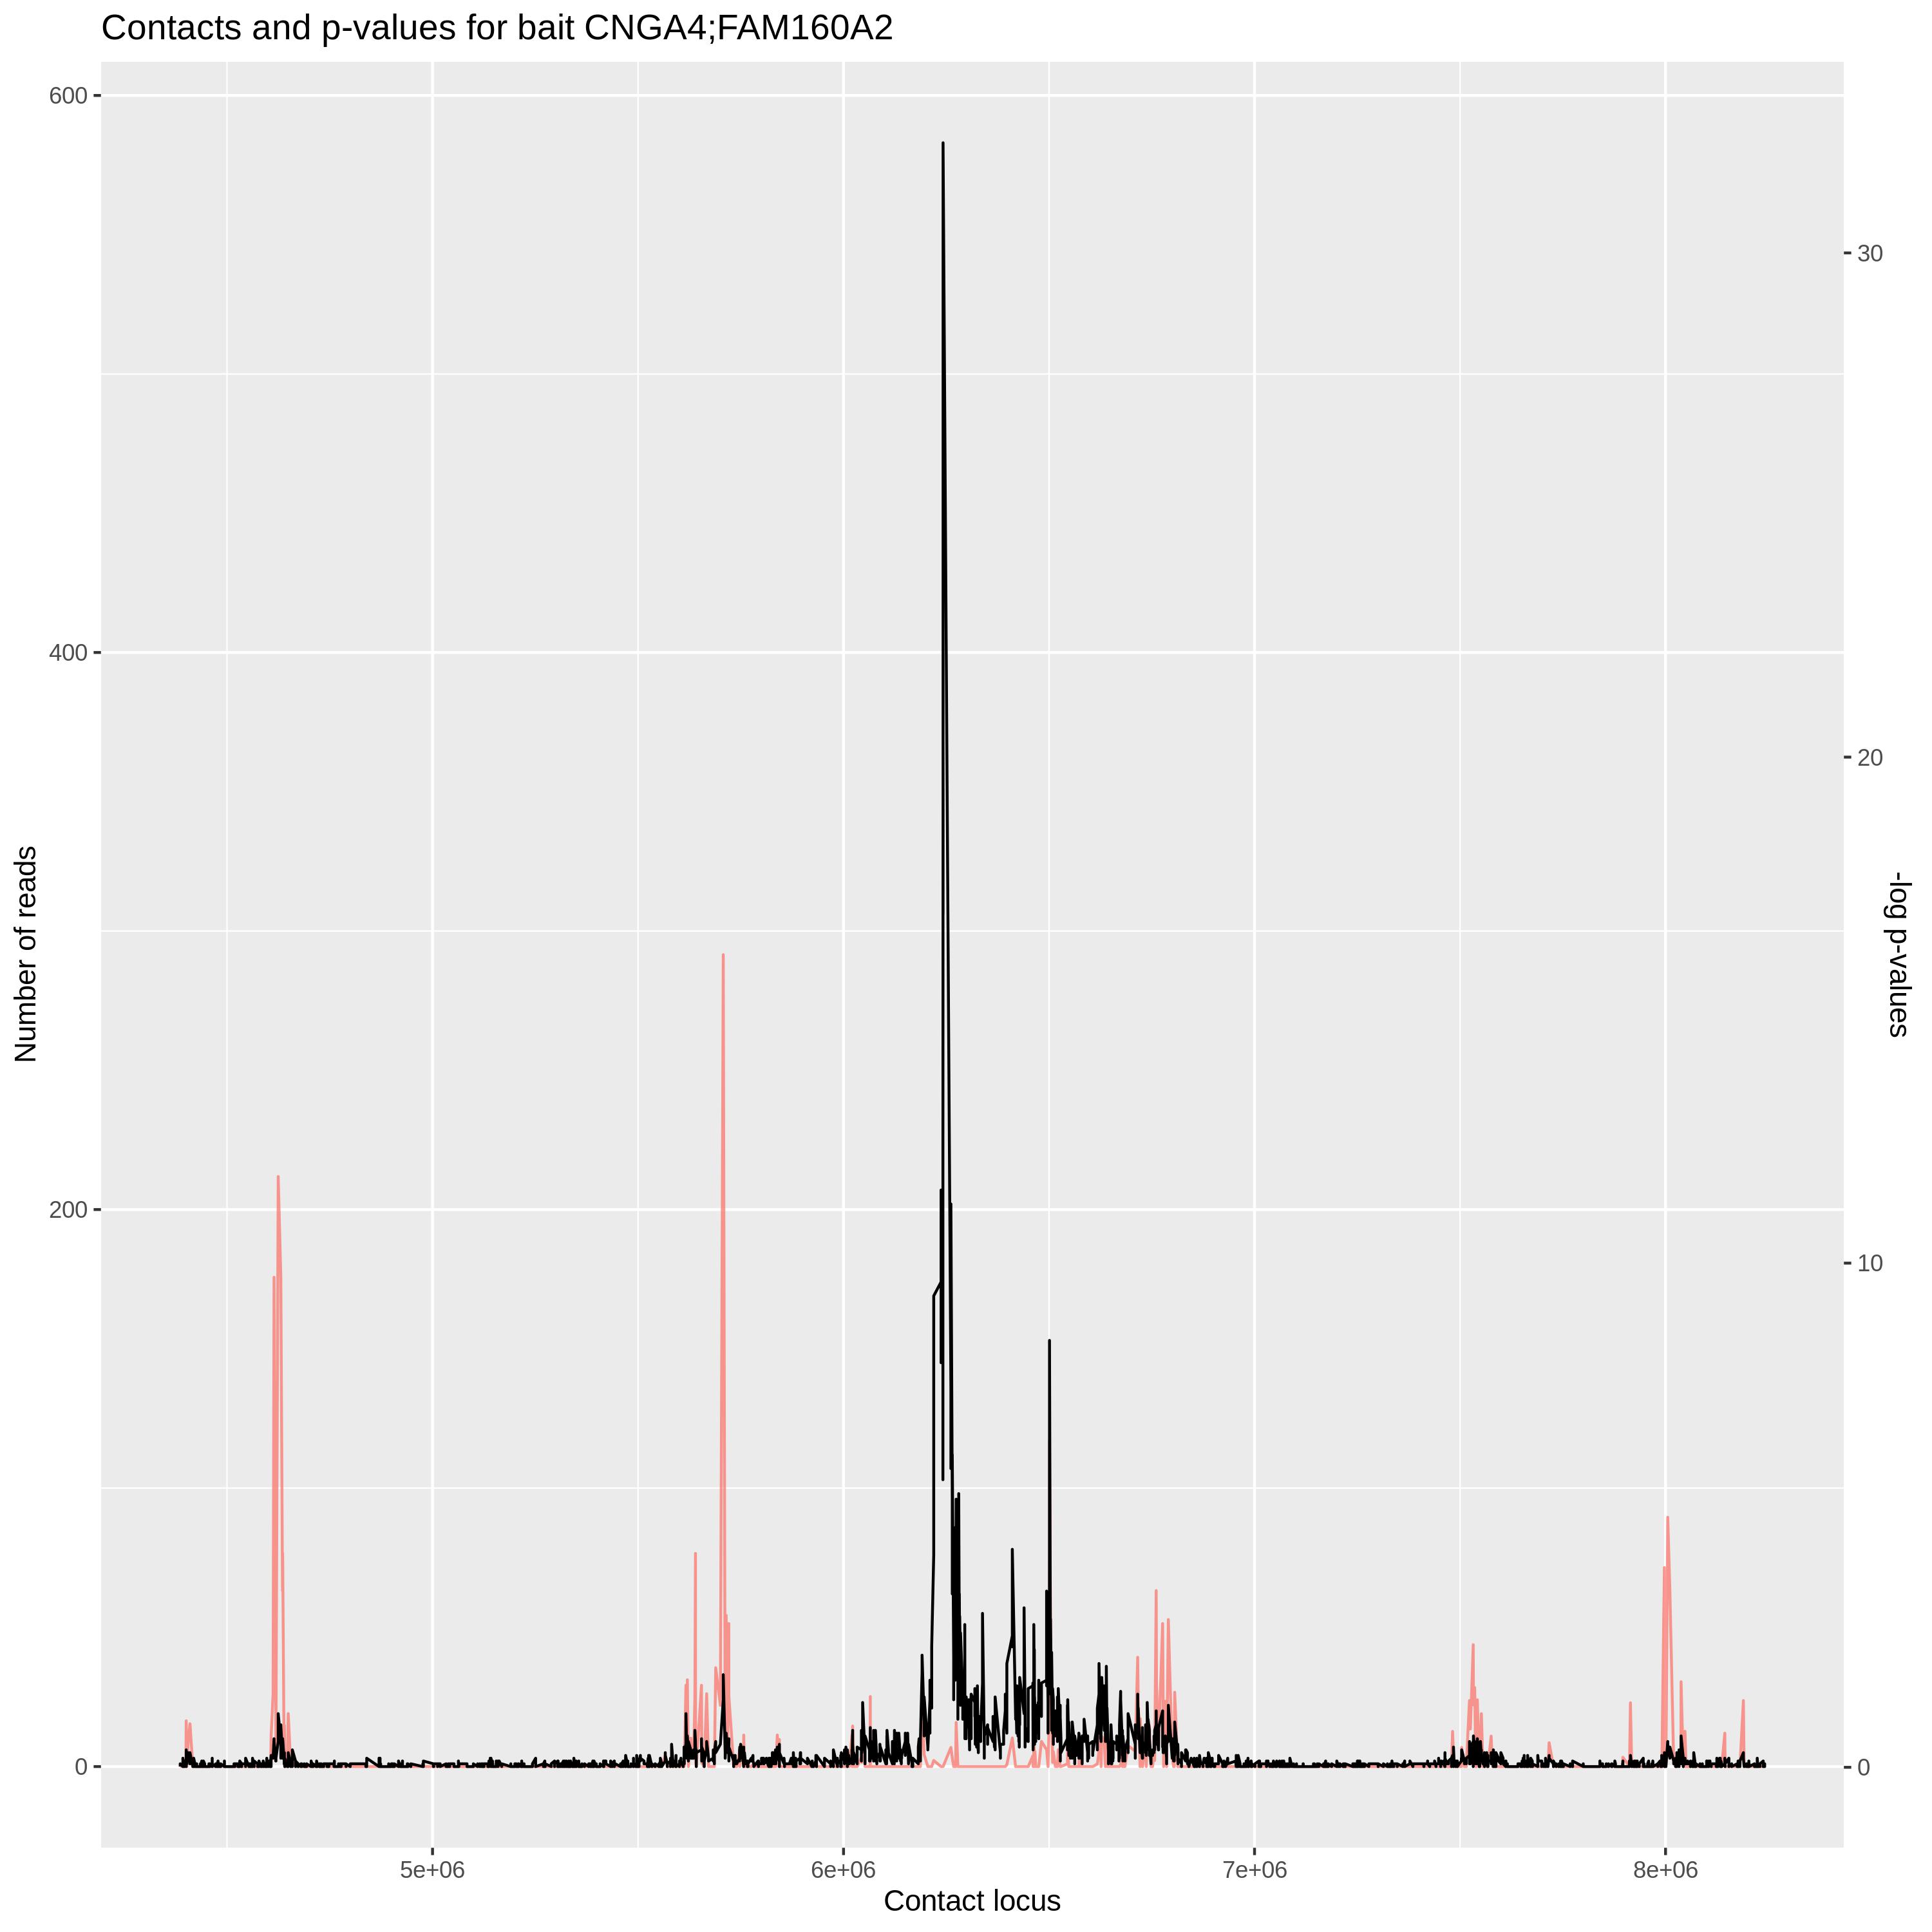 Contacts and p-values for bait CNGA4;FAM160A2
600
400
200
0
Number of reads
30
20
10
0
-log p-values
5e+06
6e+06
7e+06
8e+06
Contact locus